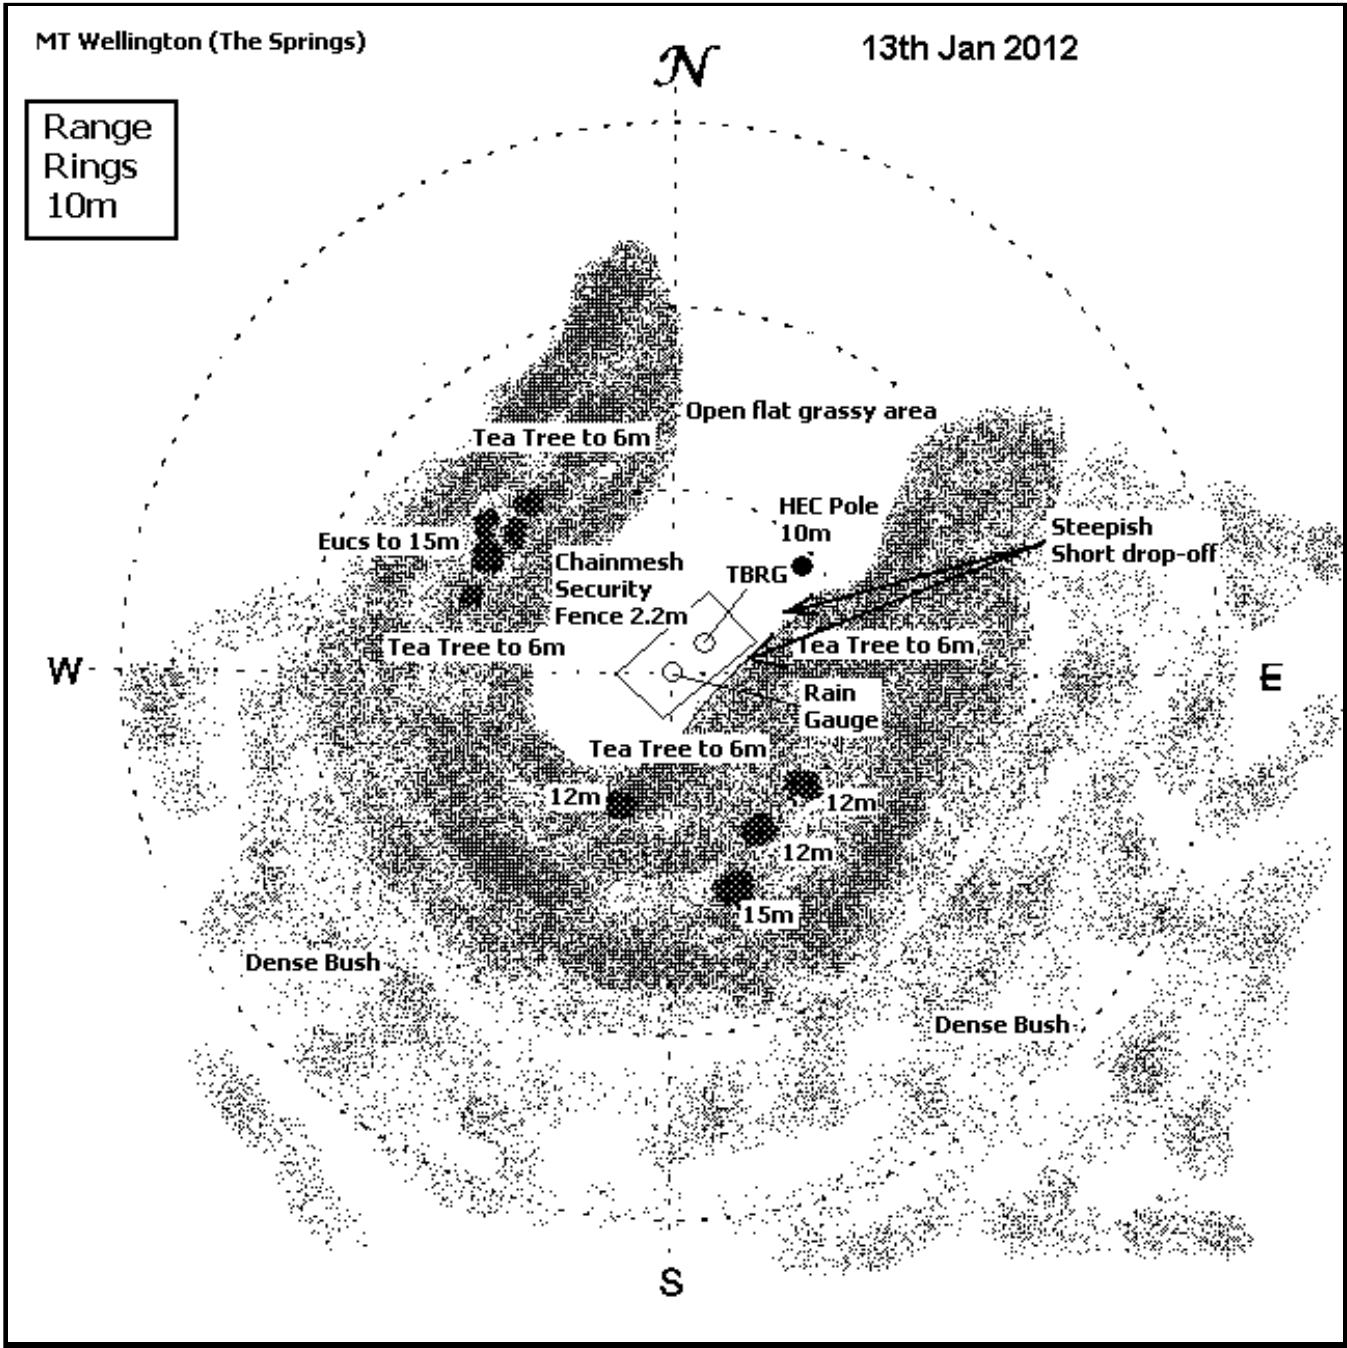 MT Wellington (The Springs)
13th Jan 2012
N
Range
Rings
10m
Open flat grassy area
Tea Tree to 6m
HEC Pole
10m
Steepish
Short drop-off
Eucs to 15m
Chainmesh
Security
Fence 2.2m
TBRG
Tea Tree to 6m
Tea Tree to 6m
W
E
Rain
Gauge
Tea Tree to 6m
12m
12m
12m
15m
Dense Bush
Dense Bush
S